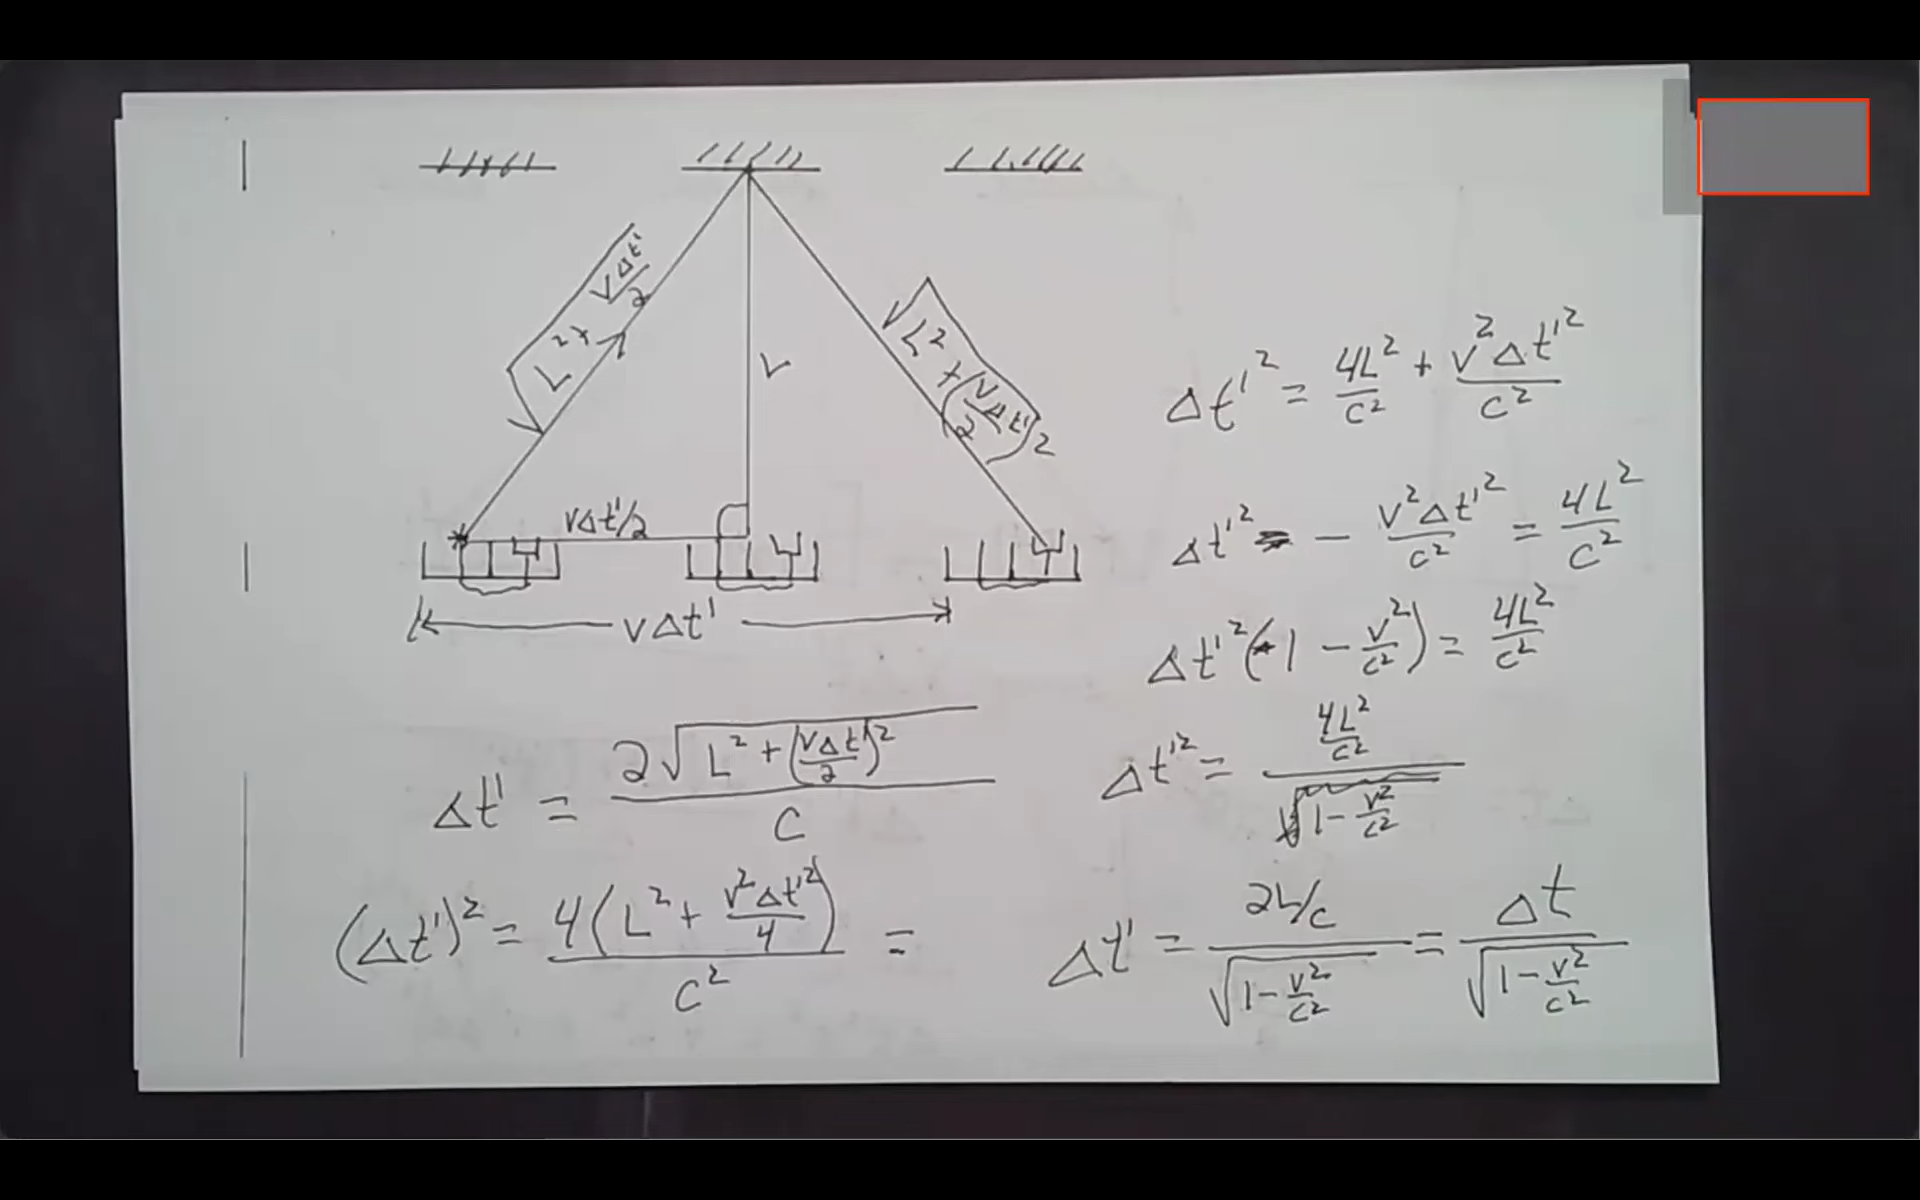 √(L² + VΔt'/2)
L
√(L² + (VΔt'/2)²)
VΔt'/2
VΔt'
Δt' = 2√(L² + (VΔt'/2)²) / C
(Δt')² = 4(L² + V²Δt'²/4) / C² =
Δt'² = 4L²/C² + V²Δt'²/C²
Δt'² - V²Δt'²/C² = 4L²/C²
Δt'²(1 - V²/C²) = 4L²/C²
Δt'² = (4L²/C²) / (1 - V²/C²)
Δt' = (2L/C) / √(1 - V²/C²) = Δt / √(1 - V²/C²)